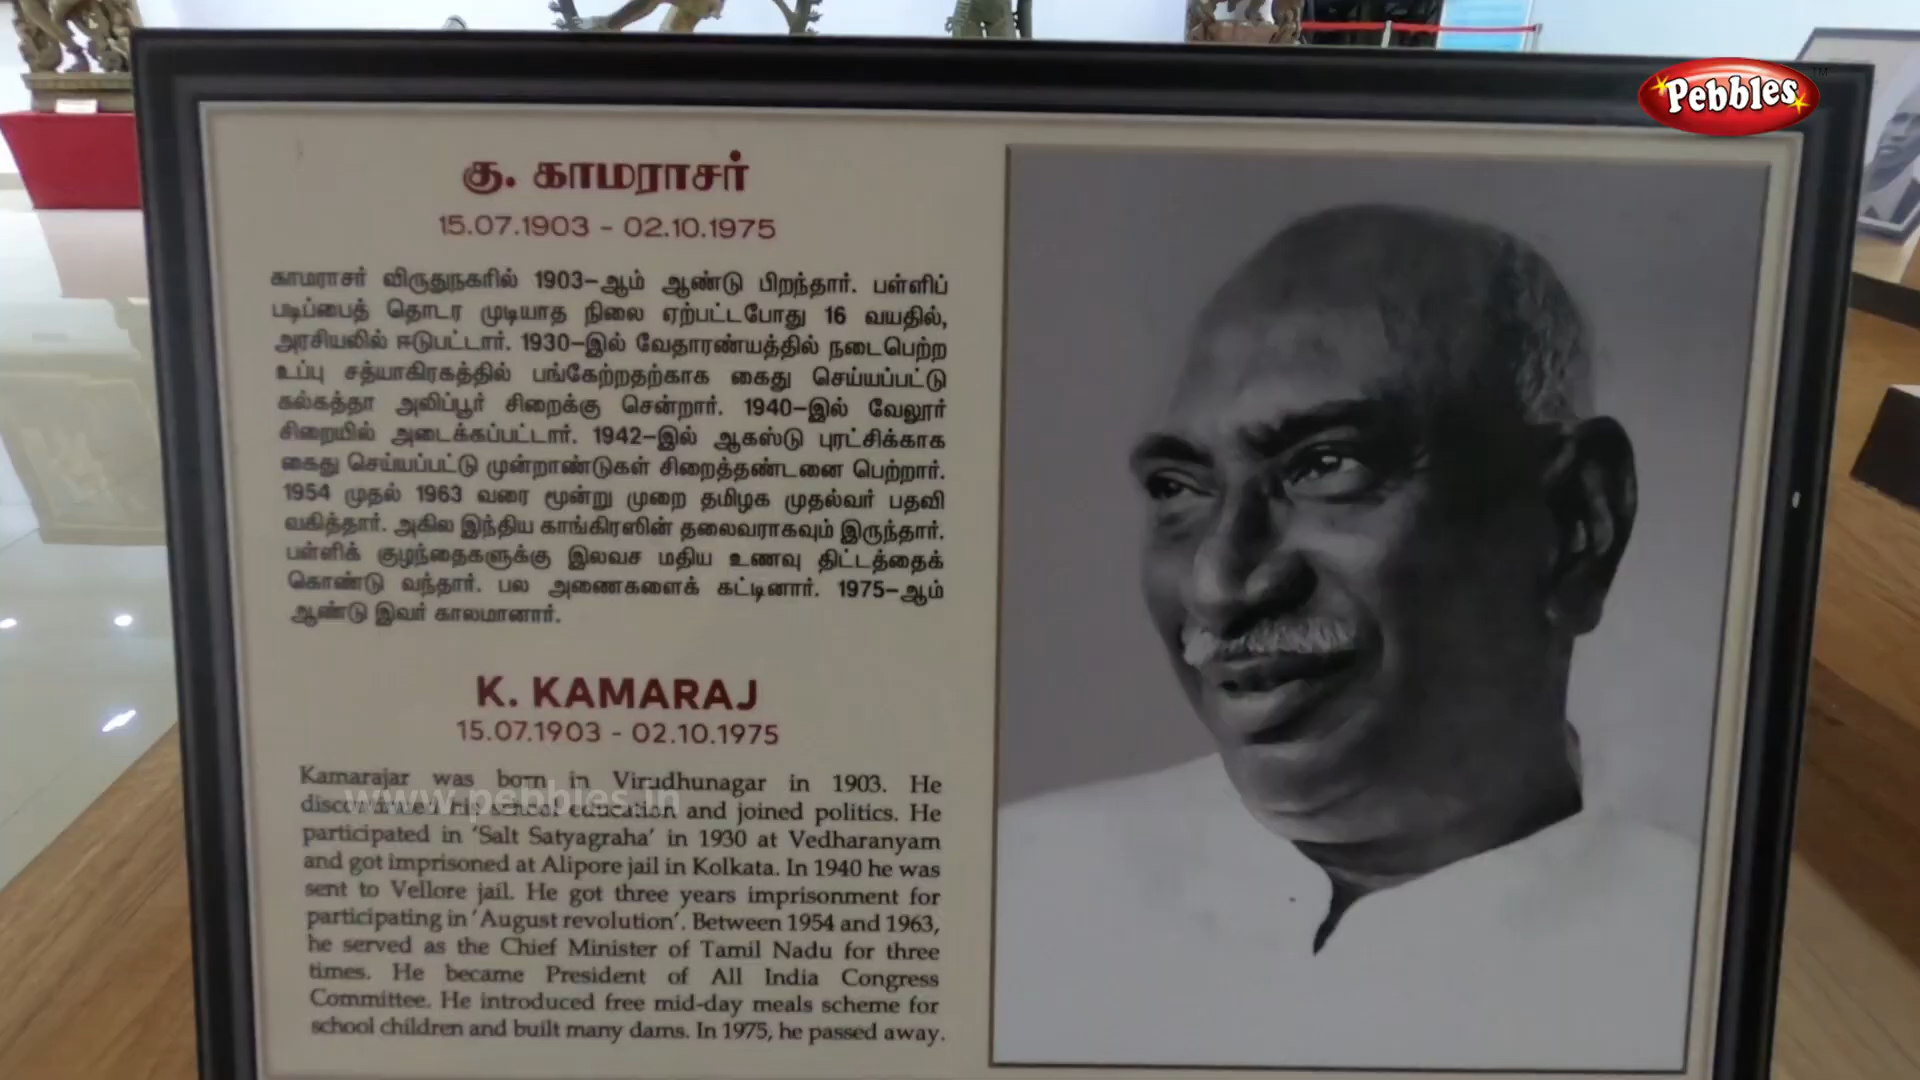 Pebbles
கு. காமராசர்
15.07.1903 - 02.10.1975
காமராசர் விருதுநகரில் 1903-ஆம் ஆண்டு பிறந்தார். பள்ளிப்
படிப்பைத் தொடர முடியாத நிலை ஏற்பட்டபோது 16 வயதில்,
அரசியலில் ஈடுபட்டார். 1930-இல் வேதாரண்யத்தில் நடைபெற்ற
உப்பு சத்யாகிரகத்தில் பங்கேற்றதற்காக கைது செய்யப்பட்டு
கல்கத்தா அலிப்பூர் சிறைக்கு சென்றார். 1940-இல் வேலூர்
சிறையில் அடைக்கப்பட்டார். 1942-இல் ஆகஸ்டு புரட்சிக்காக
கைது செய்யப்பட்டு முன்றாண்டுகள் சிறைத்தண்டனை பெற்றார்.
1954 முதல் 1963 வரை மூன்று முறை தமிழக முதல்வர் பதவி
வகித்தார். அகில இந்திய காங்கிரஸின் தலைவராகவும் இருந்தார்.
பள்ளிக் குழந்தைகளுக்கு இலவச மதிய உணவு திட்டத்தைக்
கொண்டு வந்தார். பல அணைகளைக் கட்டினார். 1975-ஆம்
ஆண்டு இவர் காலமானார்.
K. KAMARAJ
15.07.1903 - 02.10.1975
Kamarajar was born in Virudhunagar in 1903. He
discontinued his school education and joined politics. He
participated in 'Salt Satyagraha' in 1930 at Vedharanyam
and got imprisoned at Alipore jail in Kolkata. In 1940 he was
sent to Vellore jail. He got three years imprisonment for
participating in 'August revolution'. Between 1954 and 1963,
he served as the Chief Minister of Tamil Nadu for three
times. He became President of All India Congress
Committee. He introduced free mid-day meals scheme for
school children and built many dams. In 1975, he passed away.
www.pebbles.in